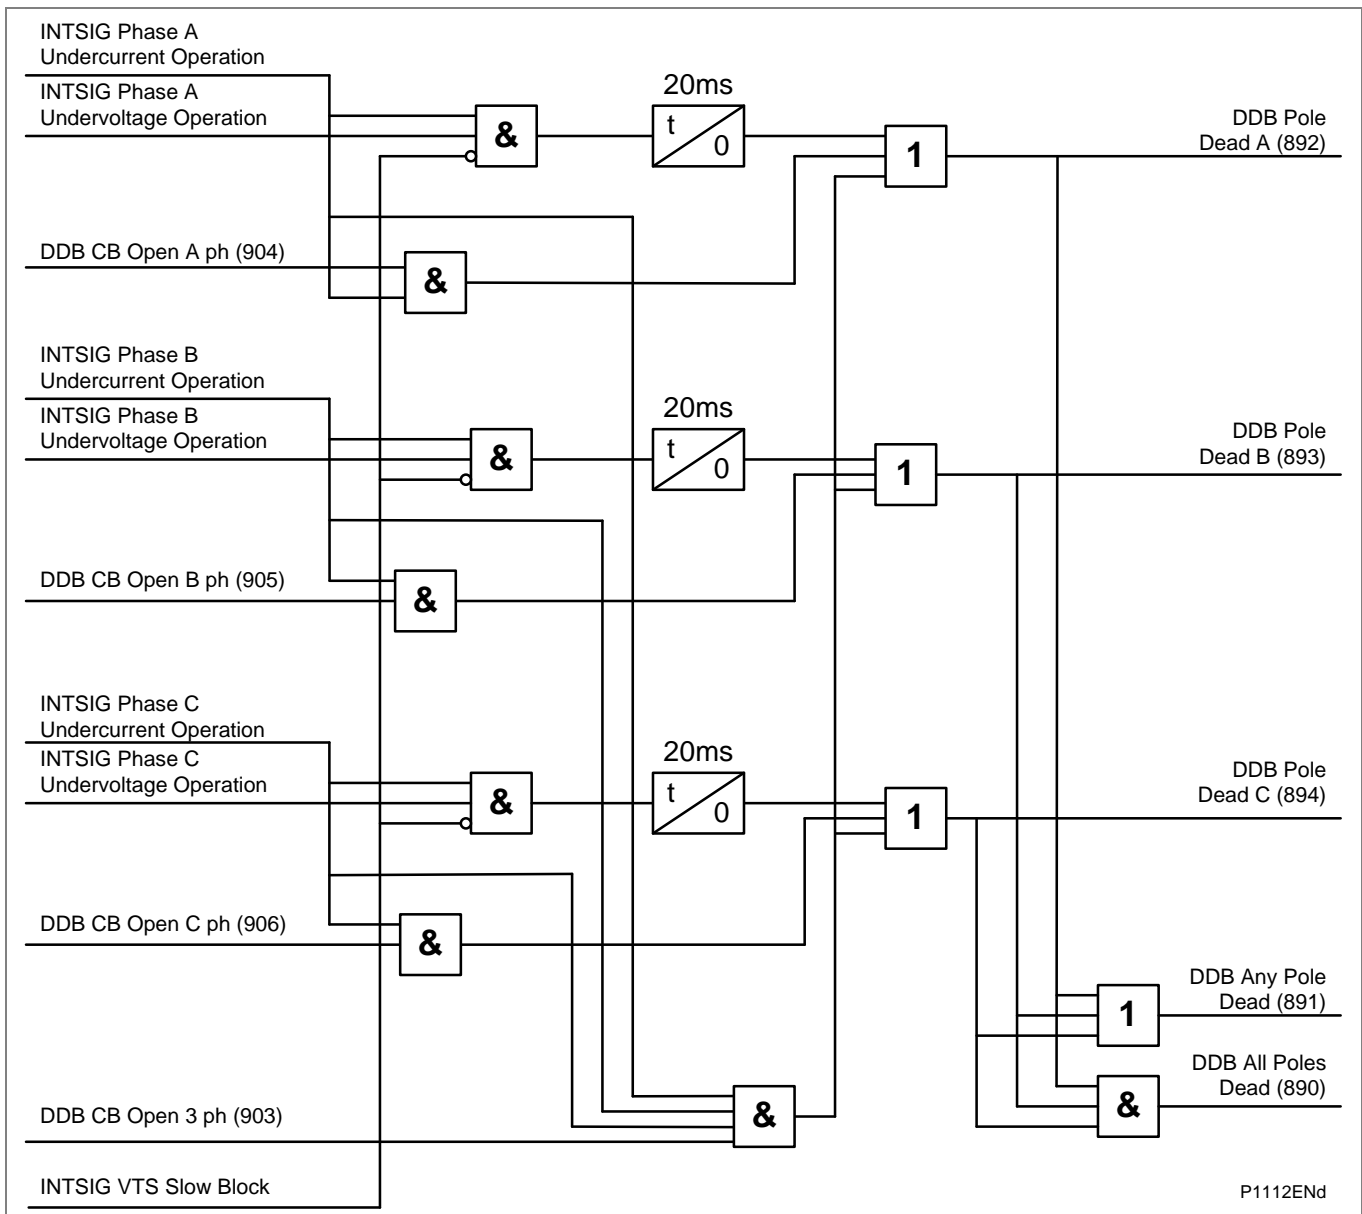 INTSIG Phase A
Undercurrent Operation
INTSIG Phase A
Undervoltage Operation
&
20ms
t
0
1
DDB Pole
Dead A (892)
DDB CB Open A ph (904)
&
INTSIG Phase B
Undercurrent Operation
INTSIG Phase B
Undervoltage Operation
&
20ms
t
0
1
DDB Pole
Dead B (893)
DDB CB Open B ph (905)
&
INTSIG Phase C
Undercurrent Operation
INTSIG Phase C
Undervoltage Operation
&
20ms
t
0
1
DDB Pole
Dead C (894)
DDB CB Open C ph (906)
&
DDB Any Pole
Dead (891)
1
DDB All Poles
Dead (890)
&
DDB CB Open 3 ph (903)
&
INTSIG VTS Slow Block
P1112ENd